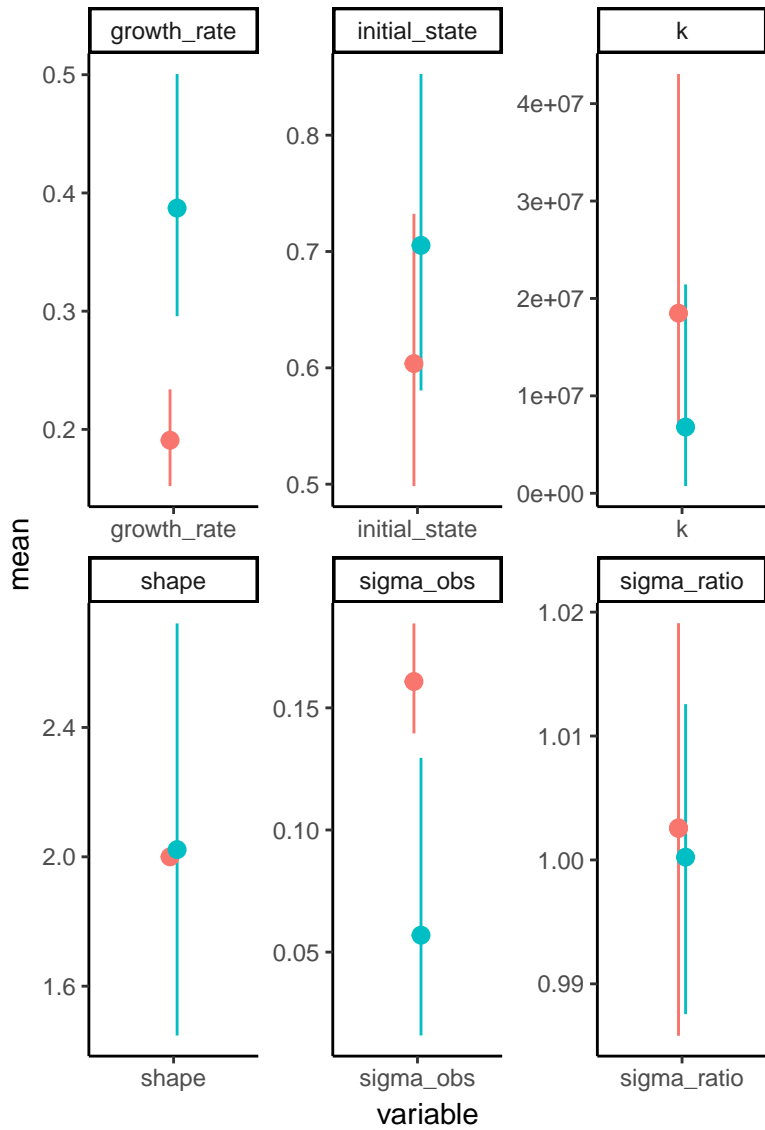 growth_rate initial_state k
0.5
0.4
0.3
0.2
0.8
0.7
0.6
0.5
4e+07
3e+07
2e+07
1e+07
0e+00
growth_rate initial_state k
mean
shape sigma_obs sigma_ratio
2.4
2.0
1.6
0.15
0.10
0.05
1.02
1.01
1.00
0.99
shape sigma_obs sigma_ratio
variable